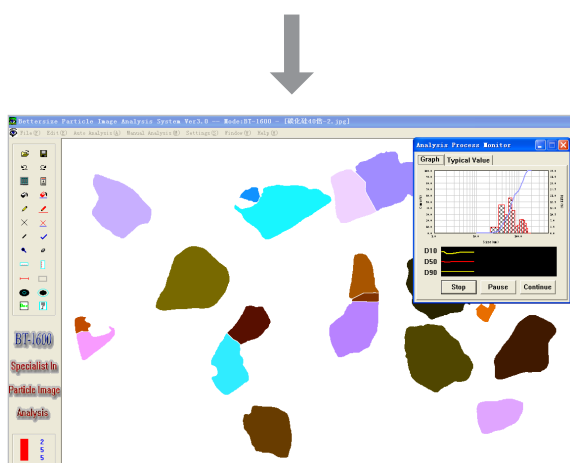 Bettersize Particle Image Analysis System Ver3.0 -- Mode:BT-1600 - [碳化硅40倍-2.jpg]
File(F) Edit(E) Auto Analysis(A) Manual Analysis(M) Settings(S) Window(W) Help(H)
Analysis Process Monitor
Graph Typical Value
D10
D50
D90
Stop Pause Continue
BT-1600
Specialist In
Particle Image
Analysis
2
5
5